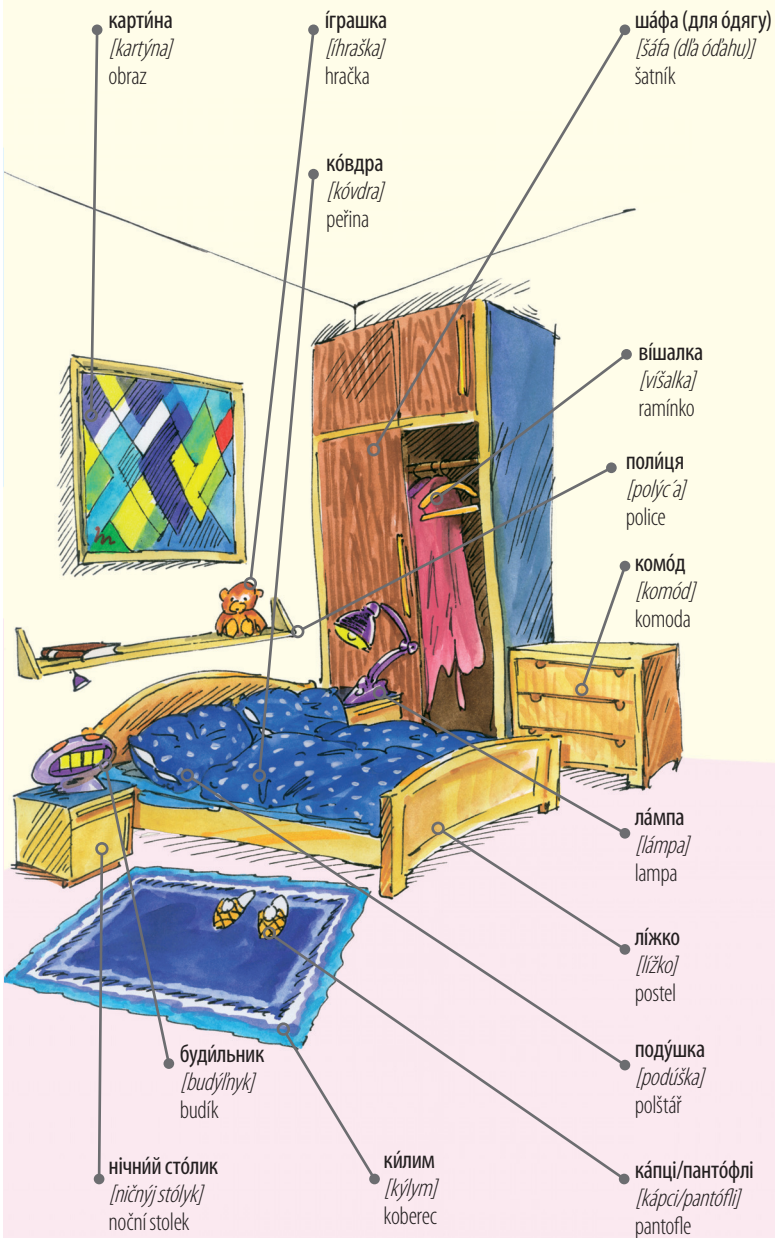 карти́на
[kartýna]
obraz
і́грашка
[íhraška]
hračka
ша́фа (для о́дягу)
[šáfa (dľa óďahu)]
šatník
ко́вдра
[kóvdra]
peřina
ві́шалка
[víšalka]
ramínko
поли́ця
[polýc´a]
police
комо́д
[komód]
komoda
ла́мпа
[lámpa]
lampa
лі́жко
[lížko]
postel
поду́шка
[podúška]
polštář
буди́льник
[budýľnyk]
budík
нічни́й сто́лик
[ničnýj stólyk]
noční stolek
ки́лим
[kýlym]
koberec
ка́пці/панто́флі
[kápci/pantófli]
pantofle